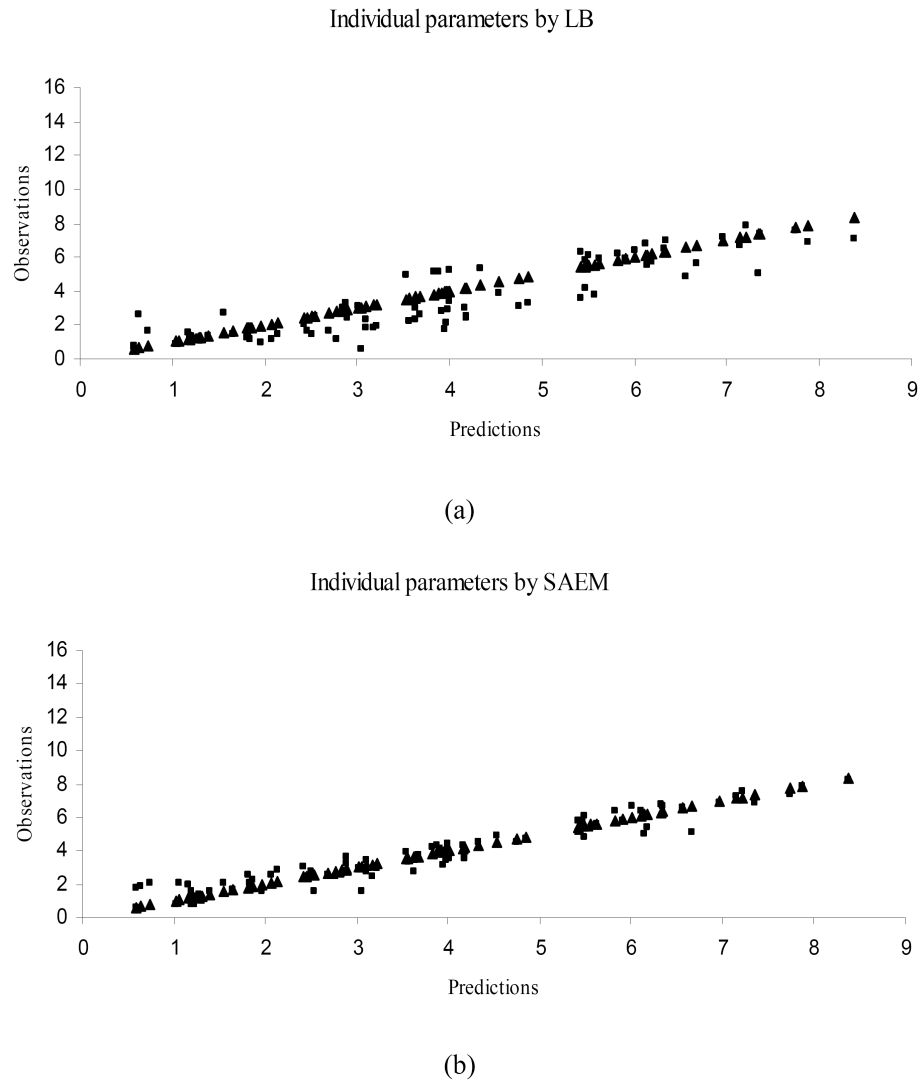 Individual parameters by LB
16
14
12
10
8
6
4
2
0
Observations
0 1 2 3 4 5 6 7 8 9
Predictions
(a)
Individual parameters by SAEM
16
14
12
10
8
6
4
2
0
Observations
0 1 2 3 4 5 6 7 8 9
Predictions
(b)